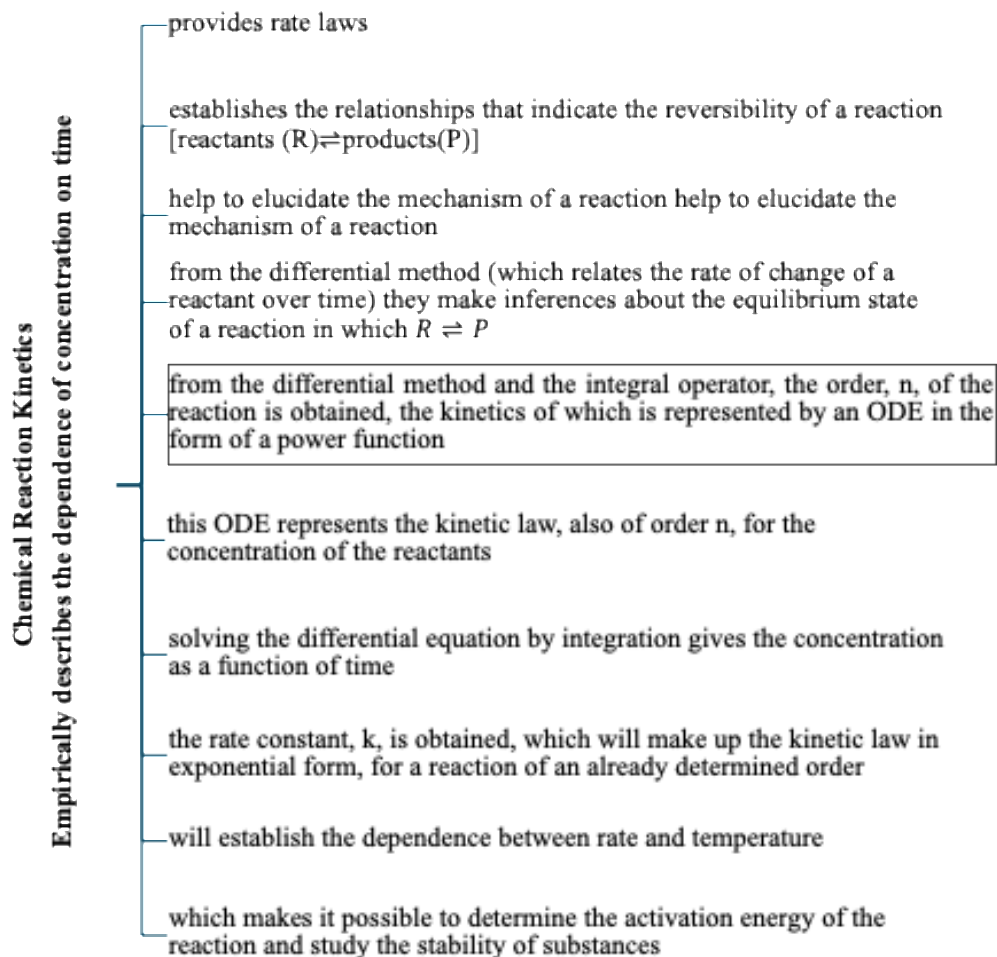 Chemical Reaction Kinetics
Empirically describes the dependence of concentration on time
provides rate laws
establishes the relationships that indicate the reversibility of a reaction
[reactants (R)⇌products(P)]
help to elucidate the mechanism of a reaction help to elucidate the
mechanism of a reaction
from the differential method (which relates the rate of change of a
reactant over time) they make inferences about the equilibrium state
of a reaction in which R ⇌ P
from the differential method and the integral operator, the order, n, of the
reaction is obtained, the kinetics of which is represented by an ODE in the
form of a power function
this ODE represents the kinetic law, also of order n, for the
concentration of the reactants
solving the differential equation by integration gives the concentration
as a function of time
the rate constant, k, is obtained, which will make up the kinetic law in
exponential form, for a reaction of an already determined order
will establish the dependence between rate and temperature
which makes it possible to determine the activation energy of the
reaction and study the stability of substances